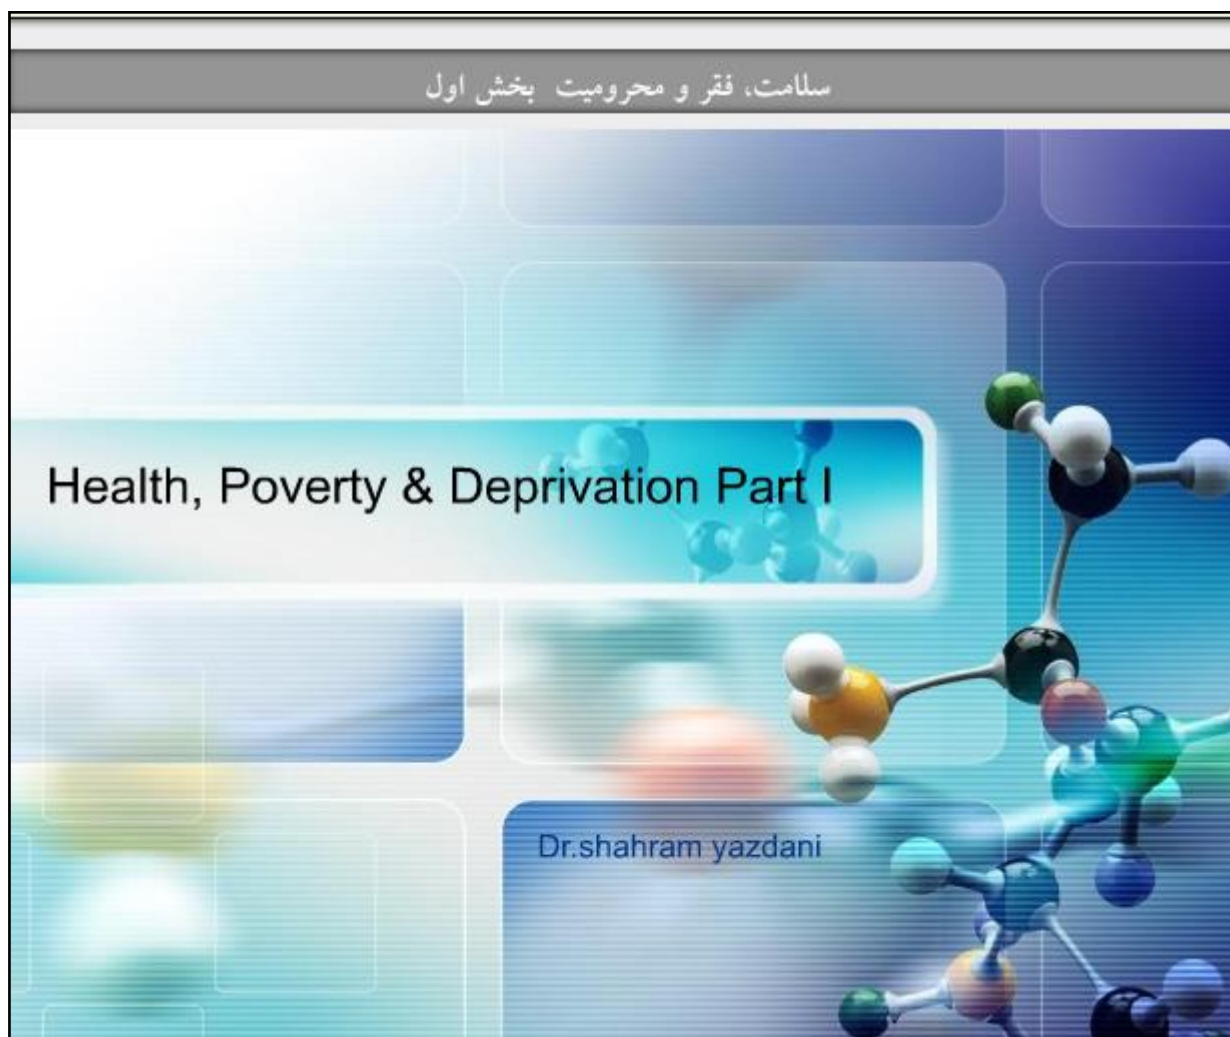 سلامت، فقر و محرومیت بخش اول
Health, Poverty & Deprivation Part I
Dr.shahram yazdani